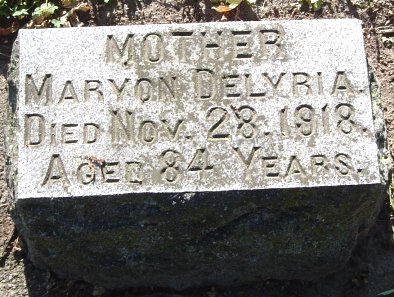 MOTHER
MARYON DELYRIA.
DIED NOV. 28. 1918.
AGED 84 YEARS.